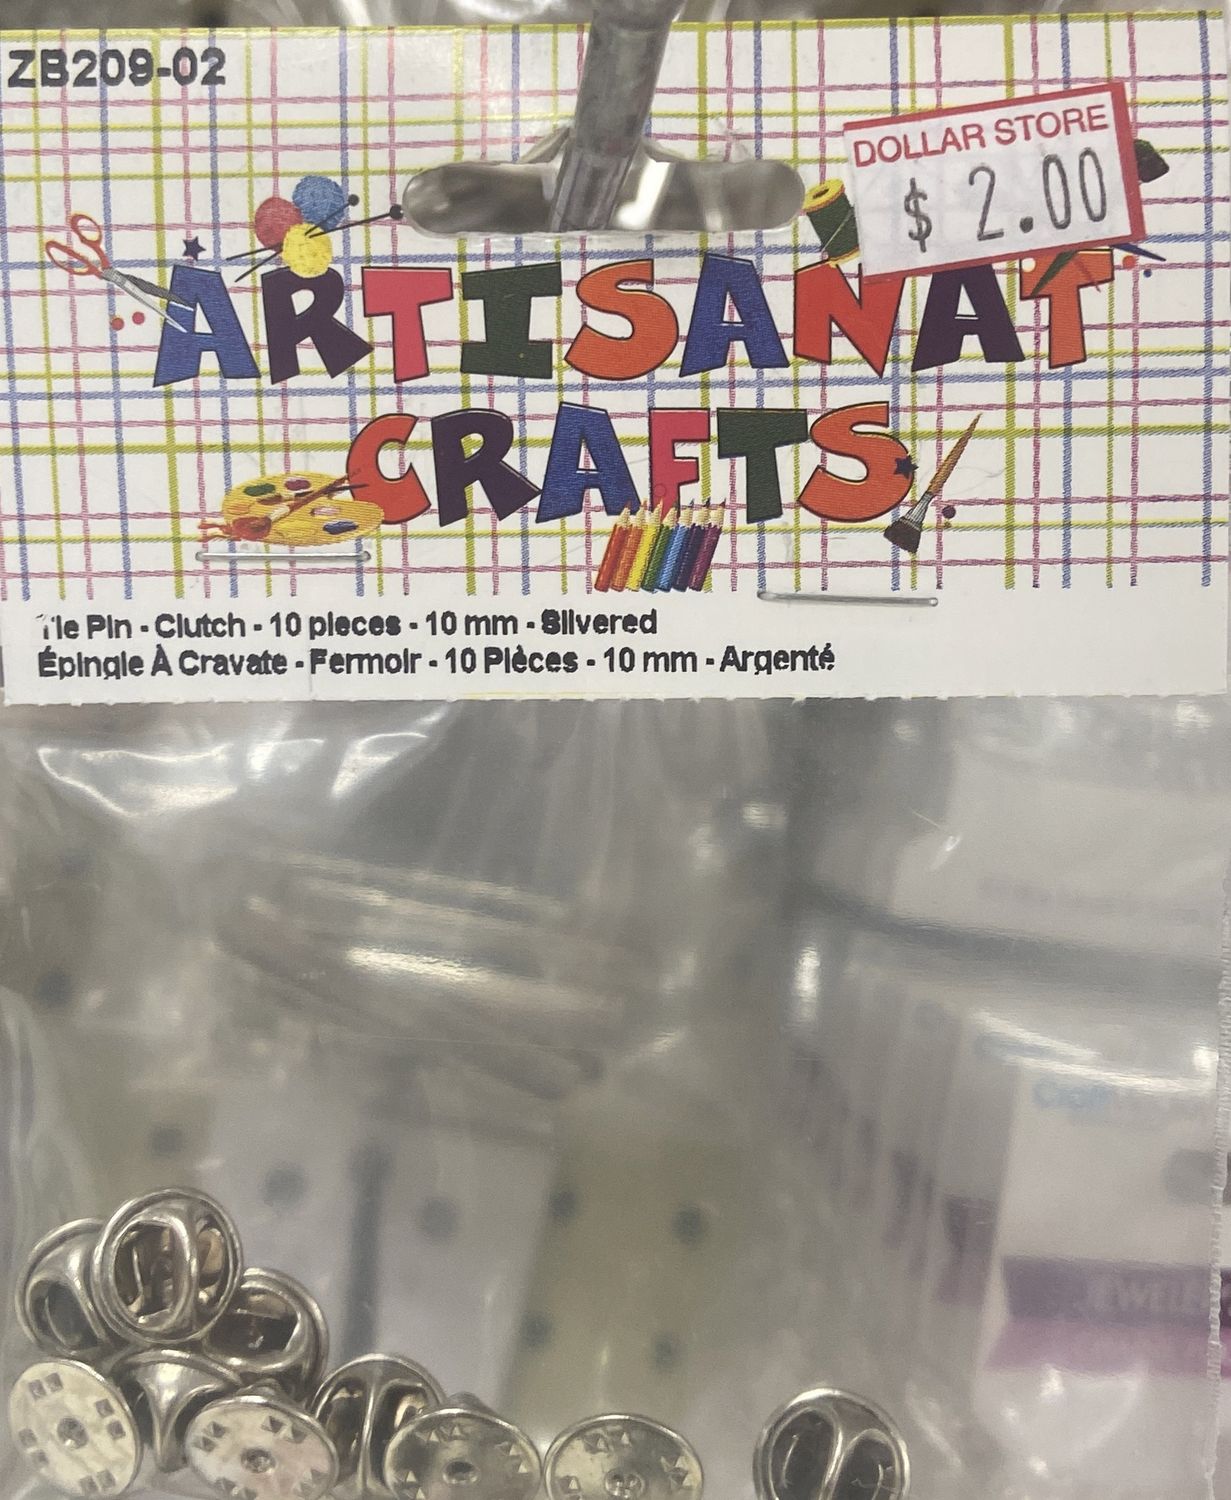 ZB209-02
DOLLAR STORE
$ 2.00
ARTISANAT
CRAFTS
Tie Pin - Clutch - 10 pieces - 10 mm - Silvered
Épingle À Cravate - Fermoir - 10 Pièces - 10 mm - Argenté